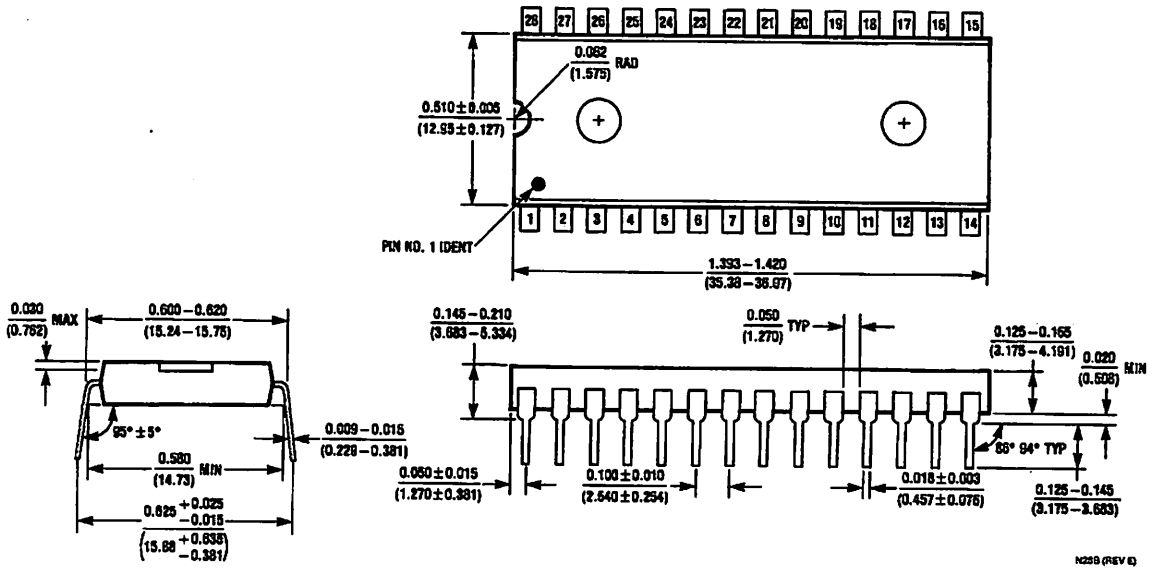 28 27 26 25 24 23 22 21 20 19 18 17 16 15
0.062
(1.575)
RAD
0.510±0.005
(12.95±0.127)
PIN NO. 1 IDENT
1 2 3 4 5 6 7 8 9 10 11 12 13 14
1.393–1.420
(35.38–36.07)
0.030
(0.762)
MAX
0.600–0.620
(15.24–15.75)
95°±5°
0.580
(14.73)
MIN
0.009–0.015
(0.229–0.381)
0.625 +0.025 −0.015
(15.88 +0.635 −0.381)
0.145–0.210
(3.683–5.334)
0.050
(1.270)
TYP
0.125–0.165
(3.175–4.191)
0.020
(0.508)
MIN
0.050±0.015
(1.270±0.381)
0.100±0.010
(2.540±0.254)
0.018±0.003
(0.457±0.076)
86° 94° TYP
0.125–0.145
(3.175–3.683)
N28B (REV E)